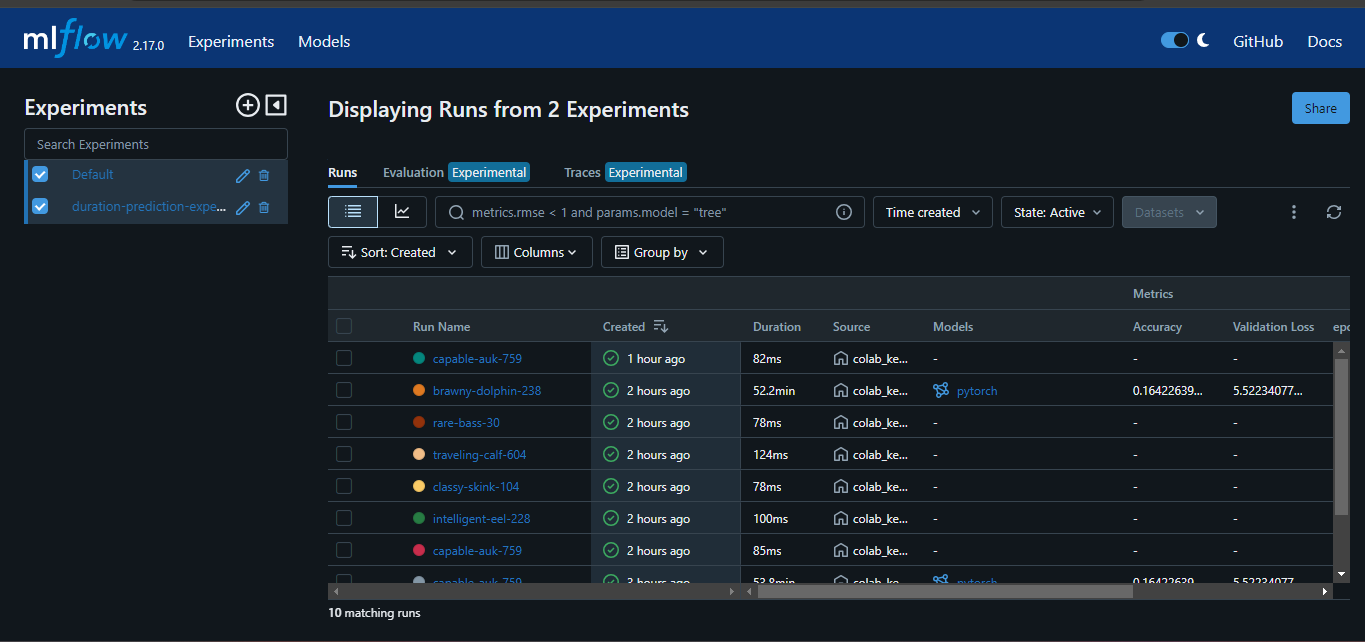 mlflow 2.17.0 Experiments Models GitHub Docs
Experiments
Displaying Runs from 2 Experiments
Share
Search Experiments
Default
duration-prediction-expe...
Runs Evaluation Experimental Traces Experimental
metrics.rmse < 1 and params.model = "tree" Time created State: Active Datasets
Sort: Created Columns Group by
Metrics
Run Name Created Duration Source Models Accuracy Validation Loss epo
capable-auk-759 1 hour ago 82ms colab_ke... - - -
brawny-dolphin-238 2 hours ago 52.2min colab_ke... pytorch 0.16422639... 5.52234077...
rare-bass-30 2 hours ago 78ms colab_ke... - - -
traveling-calf-604 2 hours ago 124ms colab_ke... - - -
classy-skink-104 2 hours ago 78ms colab_ke... - - -
intelligent-eel-228 2 hours ago 100ms colab_ke... - - -
capable-auk-759 2 hours ago 85ms colab_ke... - - -
capable-auk-759 3 hours ago 53.8min colab_ke... pytorch 0.16422639... 5.52234077...
10 matching runs